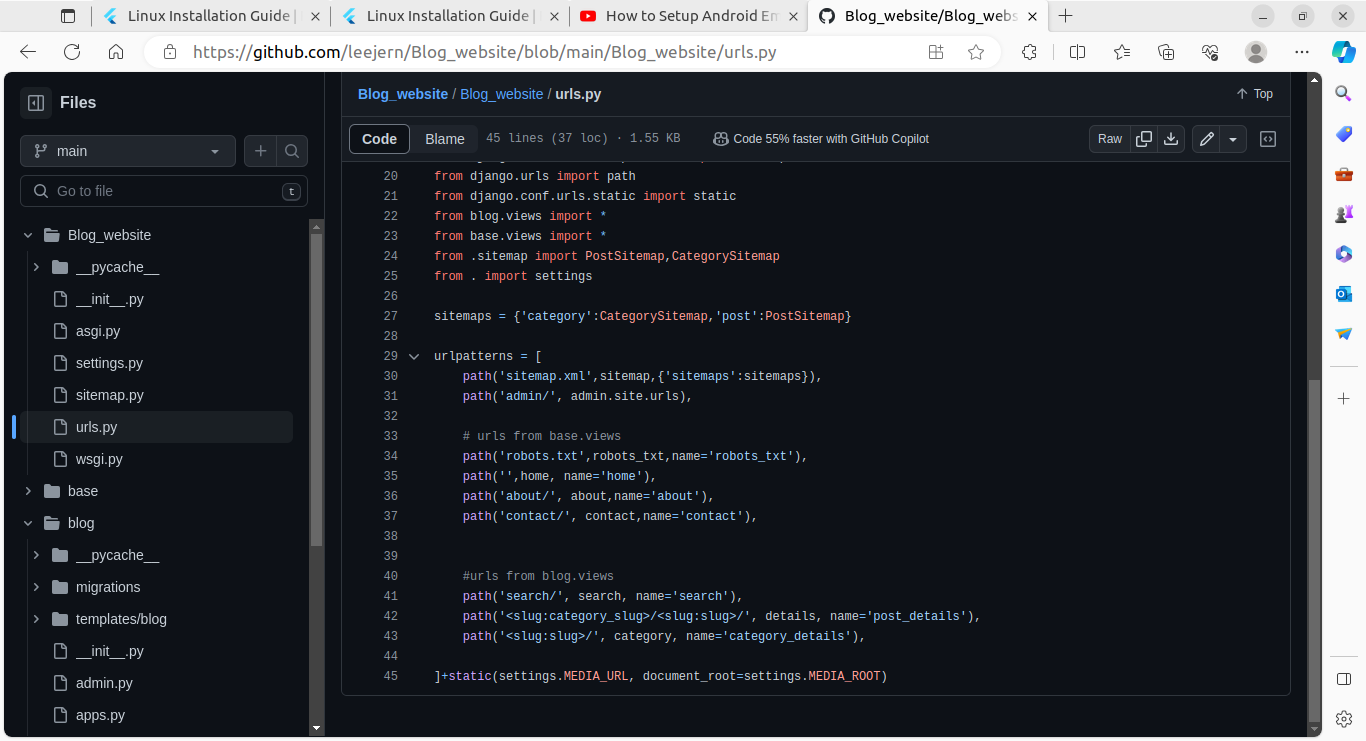 Linux Installation Guide |
Linux Installation Guide |
How to Setup Android Em
Blog_website/Blog_webs
https://github.com/leejern/Blog_website/blob/main/Blog_website/urls.py
Files
main
Go to file
t
Blog_website
__pycache__
__init__.py
asgi.py
settings.py
sitemap.py
urls.py
wsgi.py
base
blog
__pycache__
migrations
templates/blog
__init__.py
admin.py
apps.py
Blog_website / Blog_website / urls.py
Top
Code Blame 45 lines (37 loc) · 1.55 KB Code 55% faster with GitHub Copilot Raw
20 from django.urls import path
21 from django.conf.urls.static import static
22 from blog.views import *
23 from base.views import *
24 from .sitemap import PostSitemap,CategorySitemap
25 from . import settings
26
27 sitemaps = {'category':CategorySitemap,'post':PostSitemap}
28
29 urlpatterns = [
30 path('sitemap.xml',sitemap,{'sitemaps':sitemaps}),
31 path('admin/', admin.site.urls),
32
33 # urls from base.views
34 path('robots.txt',robots_txt,name='robots_txt'),
35 path('',home, name='home'),
36 path('about/', about,name='about'),
37 path('contact/', contact,name='contact'),
38
39
40 #urls from blog.views
41 path('search/', search, name='search'),
42 path('<slug:category_slug>/<slug:slug>/', details, name='post_details'),
43 path('<slug:slug>/', category, name='category_details'),
44
45 ]+static(settings.MEDIA_URL, document_root=settings.MEDIA_ROOT)